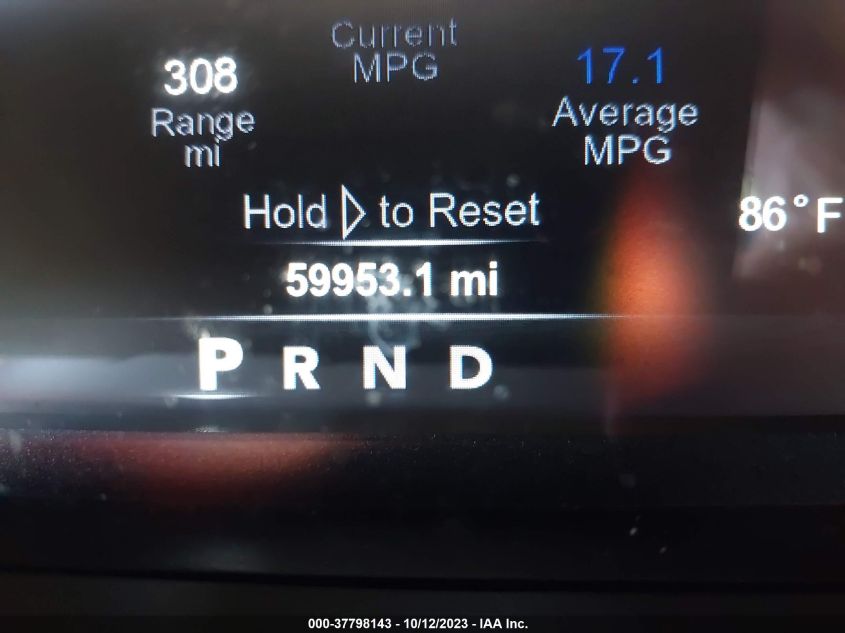 Current
MPG
308
Range
mi
17.1
Average
MPG
Hold ▷ to Reset
86°F
59953.1 mi
P R N D
000-37798143 - 10/12/2023 - IAA Inc.